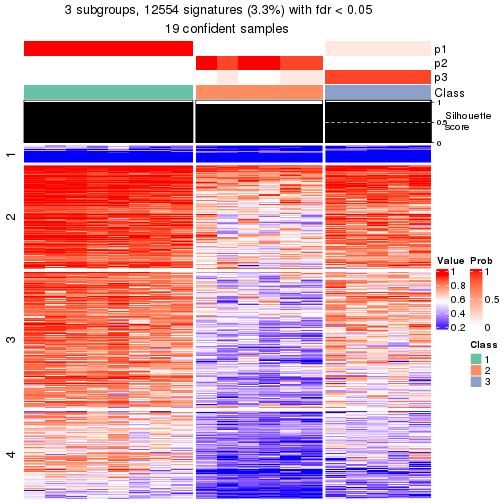 3 subgroups, 12554 signatures (3.3%) with fdr < 0.05
19 confident samples
p1
p2
p3
Class
1
0.5
0
Silhouette
score
1
2
3
4
Value
1
0.8
0.6
0.4
0.2
Prob
1
0.5
0
Class
1
2
3